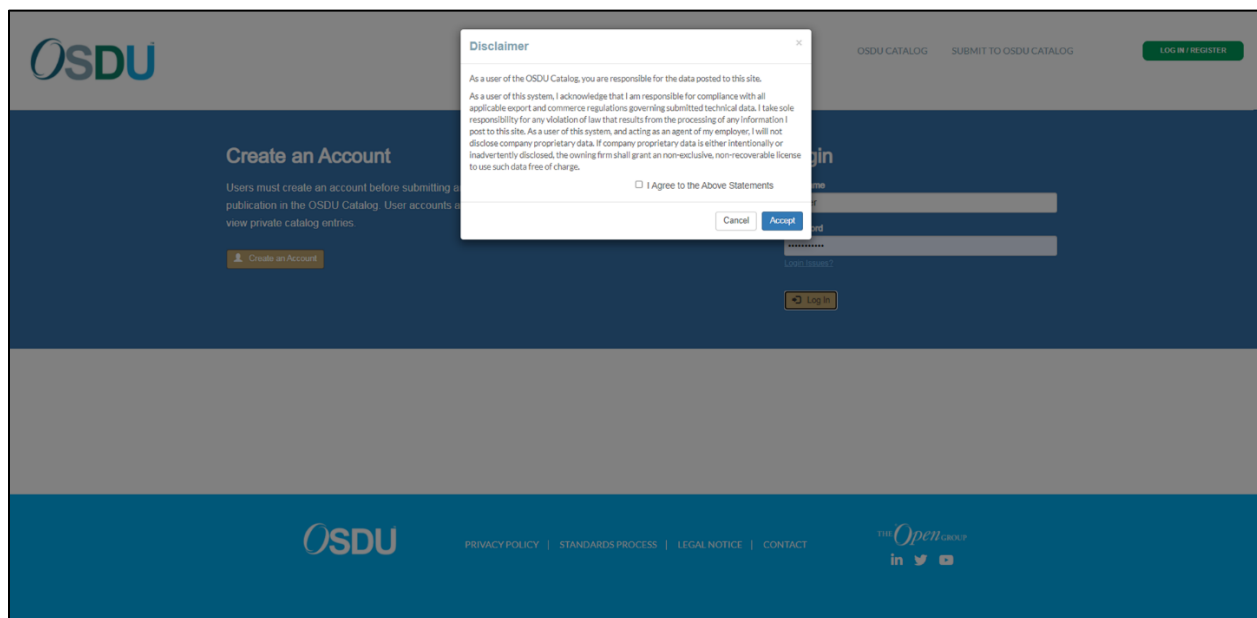 OSDU
OSDU CATALOG
SUBMIT TO OSDU CATALOG
LOG IN / REGISTER
Disclaimer
×
As a user of the OSDU Catalog, you are responsible for the data posted to this site.
As a user of this system, I acknowledge that I am responsible for compliance with all
applicable export and commerce regulations governing submitted technical data. I take sole
responsibility for any violation of law that results from the processing of any information I
post to this site. As a user of this system, and acting as an agent of my employer, I will not
disclose company proprietary data. If company proprietary data is either intentionally or
inadvertently disclosed, the owning firm shall grant an non-exclusive, non-recoverable license
to use such data free of charge.
I Agree to the Above Statements
Cancel
Accept
Create an Account
Users must create an account before submitting a
publication in the OSDU Catalog. User accounts a
view private catalog entries.
Create an Account
gin
me
r
ord
Login Issues?
Log In
OSDU
PRIVACY POLICY | STANDARDS PROCESS | LEGAL NOTICE | CONTACT
THE Open GROUP
in